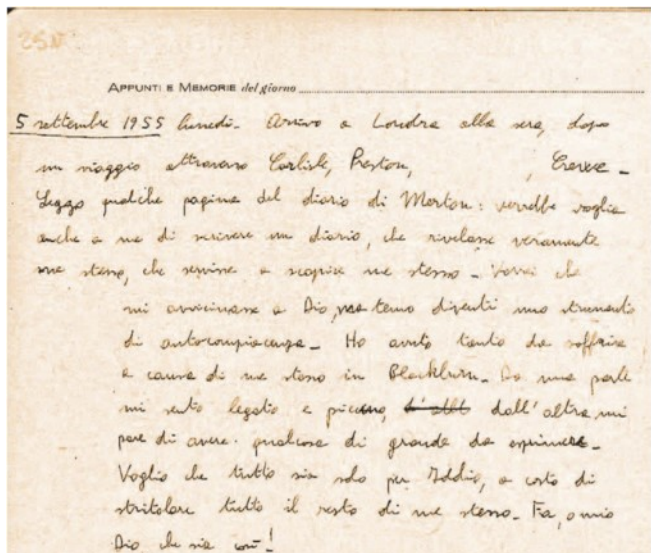 25N
APPUNTI E MEMORIE del giorno
5 settembre 1955 lunedì. Arrivo a Londra alla sera, dopo
un viaggio attraverso Carlisle, Preston, , Crewe -
Leggo qualche pagina del diario di Merton: verrebbe voglia
anche a me di scrivere un diario, che rivelasse veramente
me stesso, che servisse a scoprire me stesso - Vorrei che
mi avvicinasse a Dio, ma temo diventi uno strumento
di autocompiacenza - Ho avuto tanto da soffrire
a causa di me stesso in Blackburn - Da una parte
mi sento legato e piccino, dall'altra mi
pare di avere qualcosa di grande da esprimere -
Voglio che tutto sia solo per Iddio, a costo di
stritolare tutto il resto di me stesso - Fa, o mio
Dio che sia così!